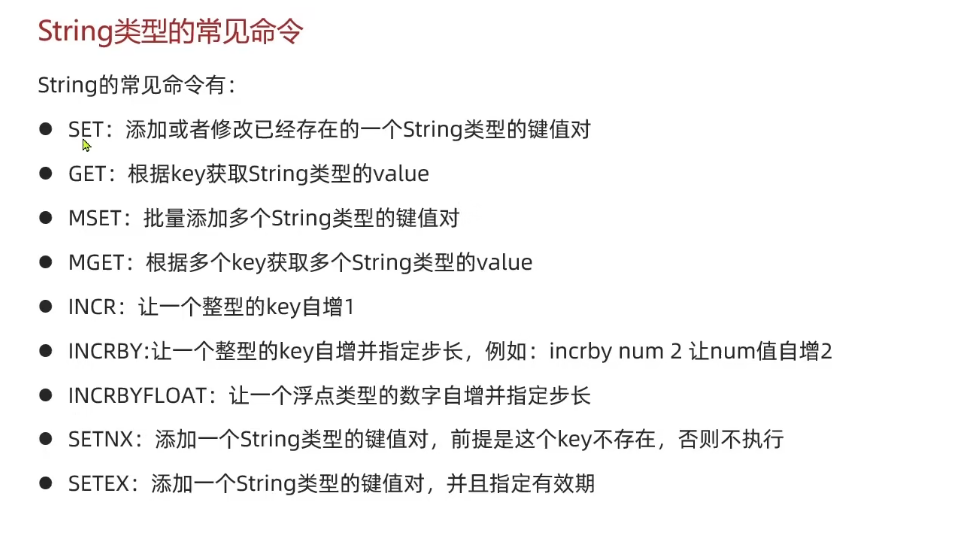 String类型的常见命令
String的常见命令有：
● SET：添加或者修改已经存在的一个String类型的键值对
● GET：根据key获取String类型的value
● MSET：批量添加多个String类型的键值对
● MGET：根据多个key获取多个String类型的value
● INCR：让一个整型的key自增1
● INCRBY:让一个整型的key自增并指定步长，例如：incrby num 2 让num值自增2
● INCRBYFLOAT：让一个浮点类型的数字自增并指定步长
● SETNX：添加一个String类型的键值对，前提是这个key不存在，否则不执行
● SETEX：添加一个String类型的键值对，并且指定有效期